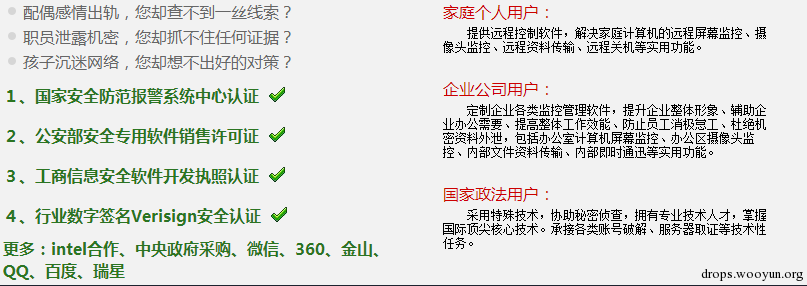 配偶感情出轨，您却查不到一丝线索？
职员泄露机密，您却抓不住任何证据？
孩子沉迷网络，您却想不出好的对策？
1、国家安全防范报警系统中心认证
2、公安部安全专用软件销售许可证
3、工商信息安全软件开发执照认证
4、行业数字签名Verisign安全认证
更多：intel合作、中央政府采购、微信、360、金山、
QQ、百度、瑞星
家庭个人用户：
提供远程控制软件，解决家庭计算机的远程屏幕监控、摄
像头监控、远程资料传输、远程关机等实用功能。
企业公司用户：
定制企业各类监控管理软件，提升企业整体形象、辅助企
业办公需要、提高整体工作效能、防止员工消极怠工、杜绝机
密资料外泄，包括办公室计算机屏幕监控、办公区摄像头监
控、内部文件资料传输、内部即时通迅等实用功能。
国家政法用户：
采用特殊技术，协助秘密侦查，拥有专业技术人才，掌握
国际顶尖核心技术。承接各类账号破解、服务器取证等技术性
任务。
drops.wooyun.org